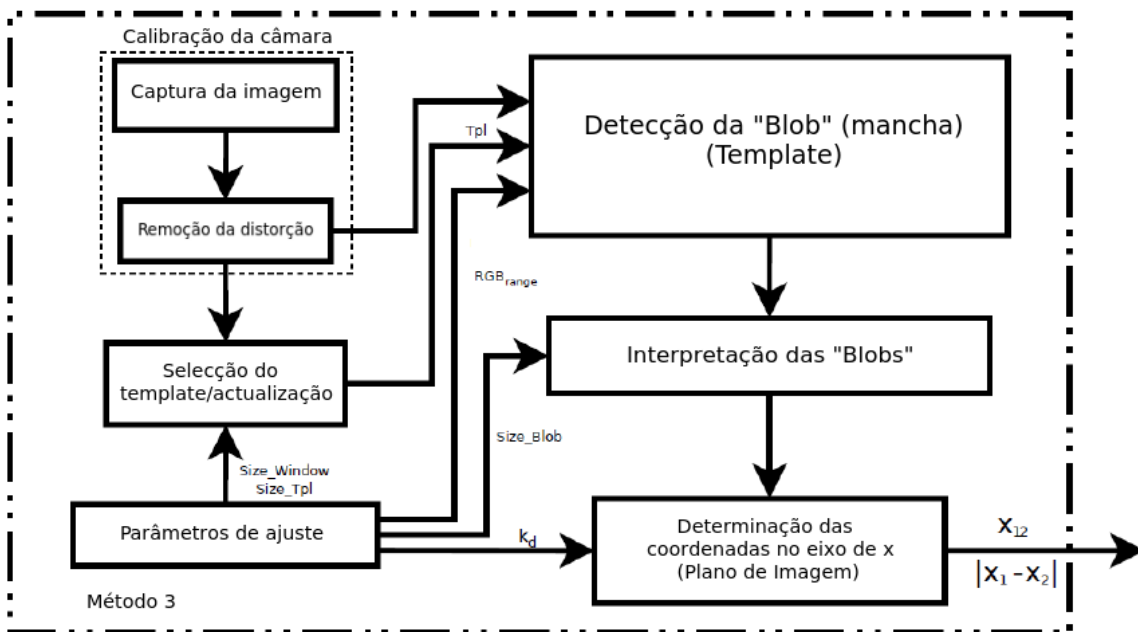 Calibração da câmara
Captura da imagem
Remoção da distorção
Selecção do
template/actualização
Size_Window
Size_Tpl
Parâmetros de ajuste
Método 3
Tpl
RGBrange
Size_Blob
kd
Detecção da "Blob" (mancha)
(Template)
Interpretação das "Blobs"
Determinação das
coordenadas no eixo de x
(Plano de Imagem)
x12
|x1-x2|